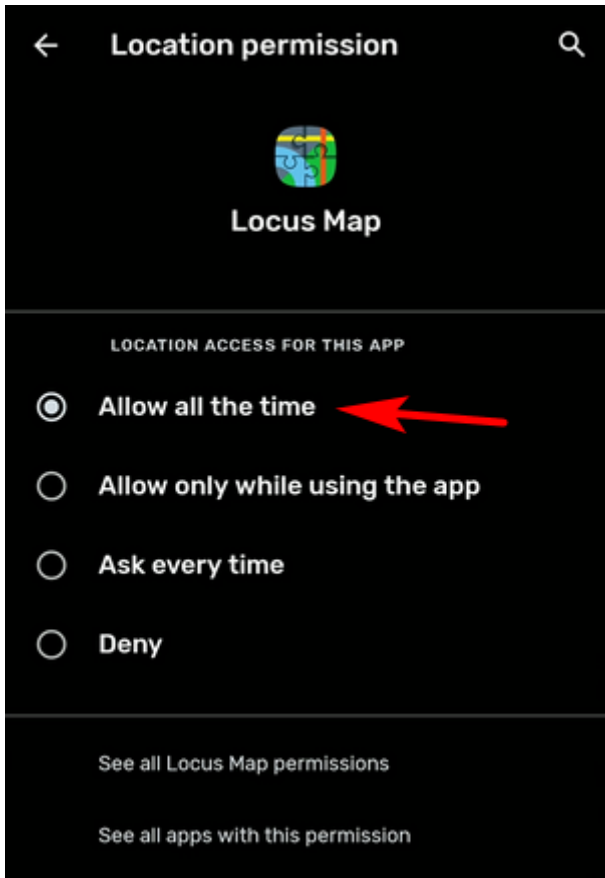 Location permission
Locus Map
LOCATION ACCESS FOR THIS APP
Allow all the time
Allow only while using the app
Ask every time
Deny
See all Locus Map permissions
See all apps with this permission